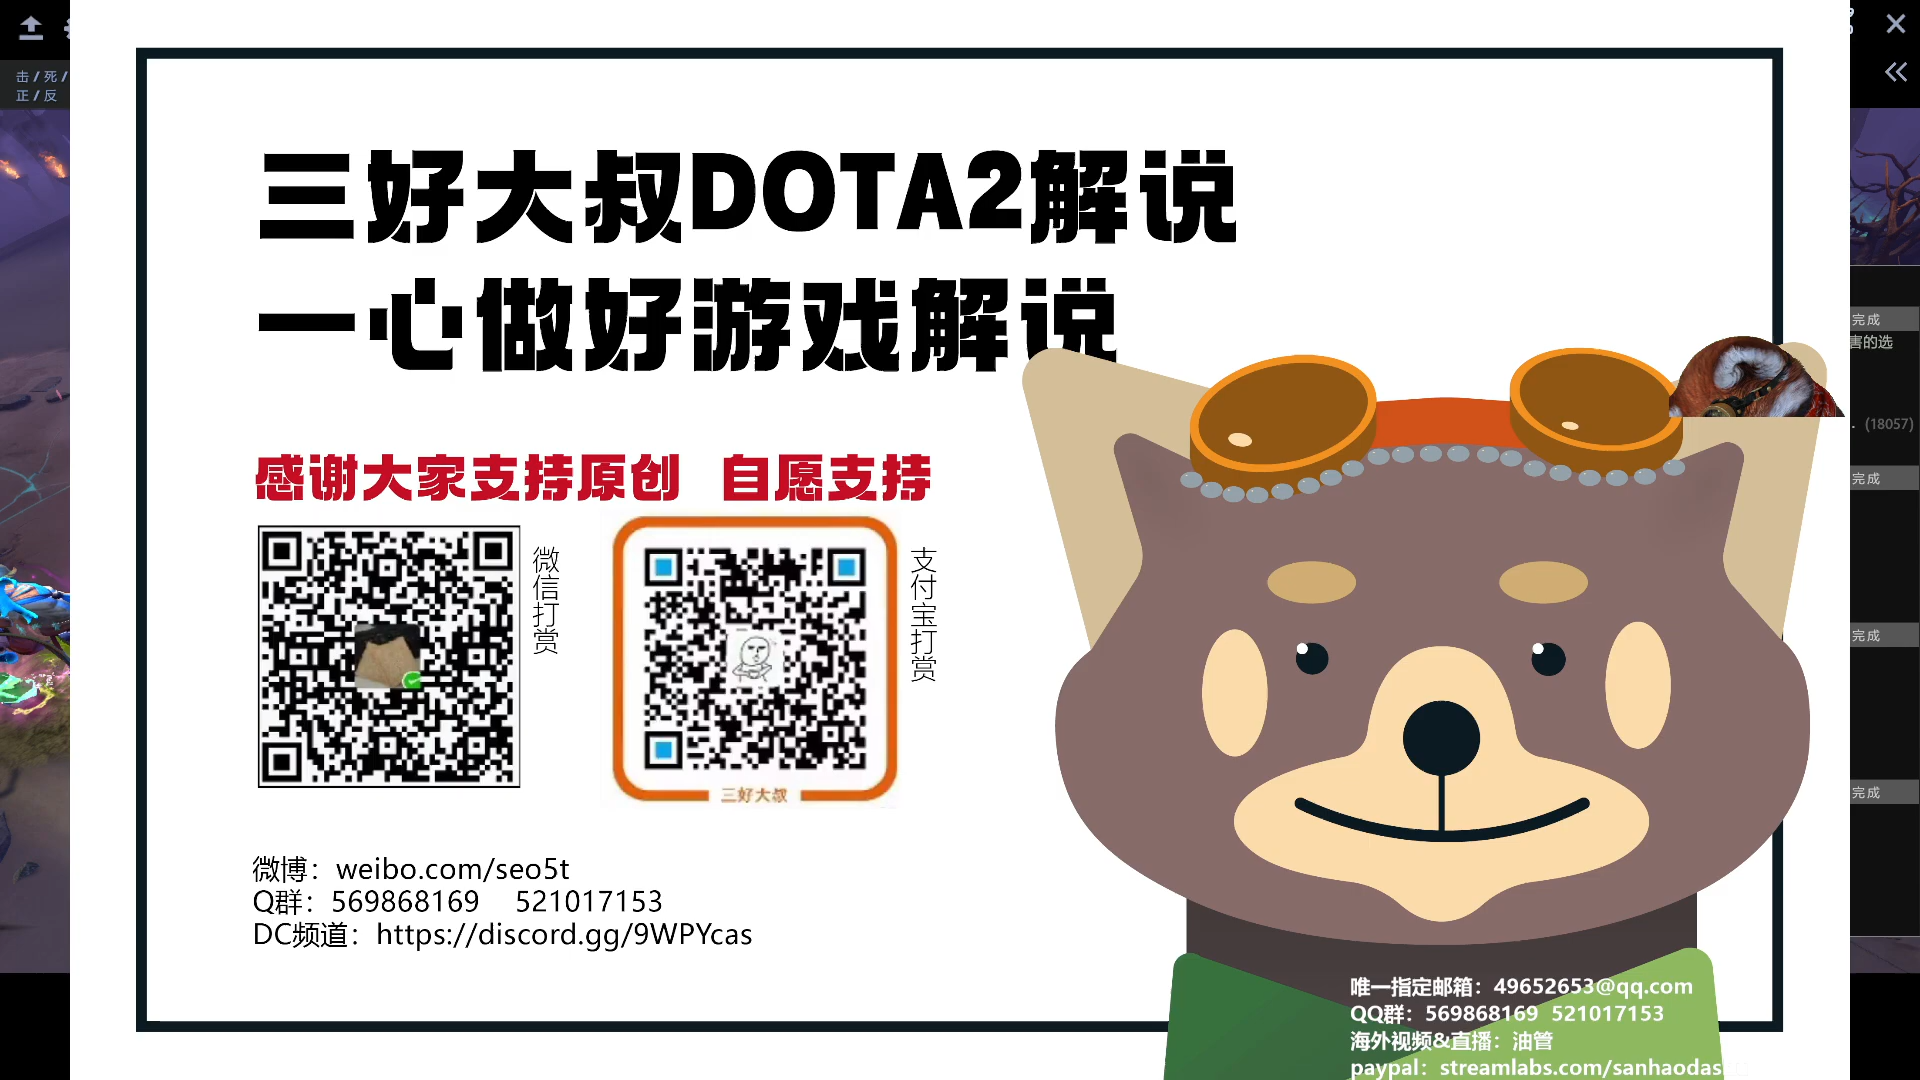 击 / 死 /
正 / 反
三好大叔DOTA2解说
一心做好游戏解说
感谢大家支持原创 自愿支持
微信打赏
支付宝打赏
三好大叔
微博：weibo.com/seo5t
Q群：569868169 521017153
DC频道：https://discord.gg/9WPYcas
完成
害的选
(18057)
完成
完成
完成
唯一指定邮箱：49652653@qq.com
QQ群：569868169 521017153
海外视频&直播：油管
paypal：streamlabs.com/sanhaodas